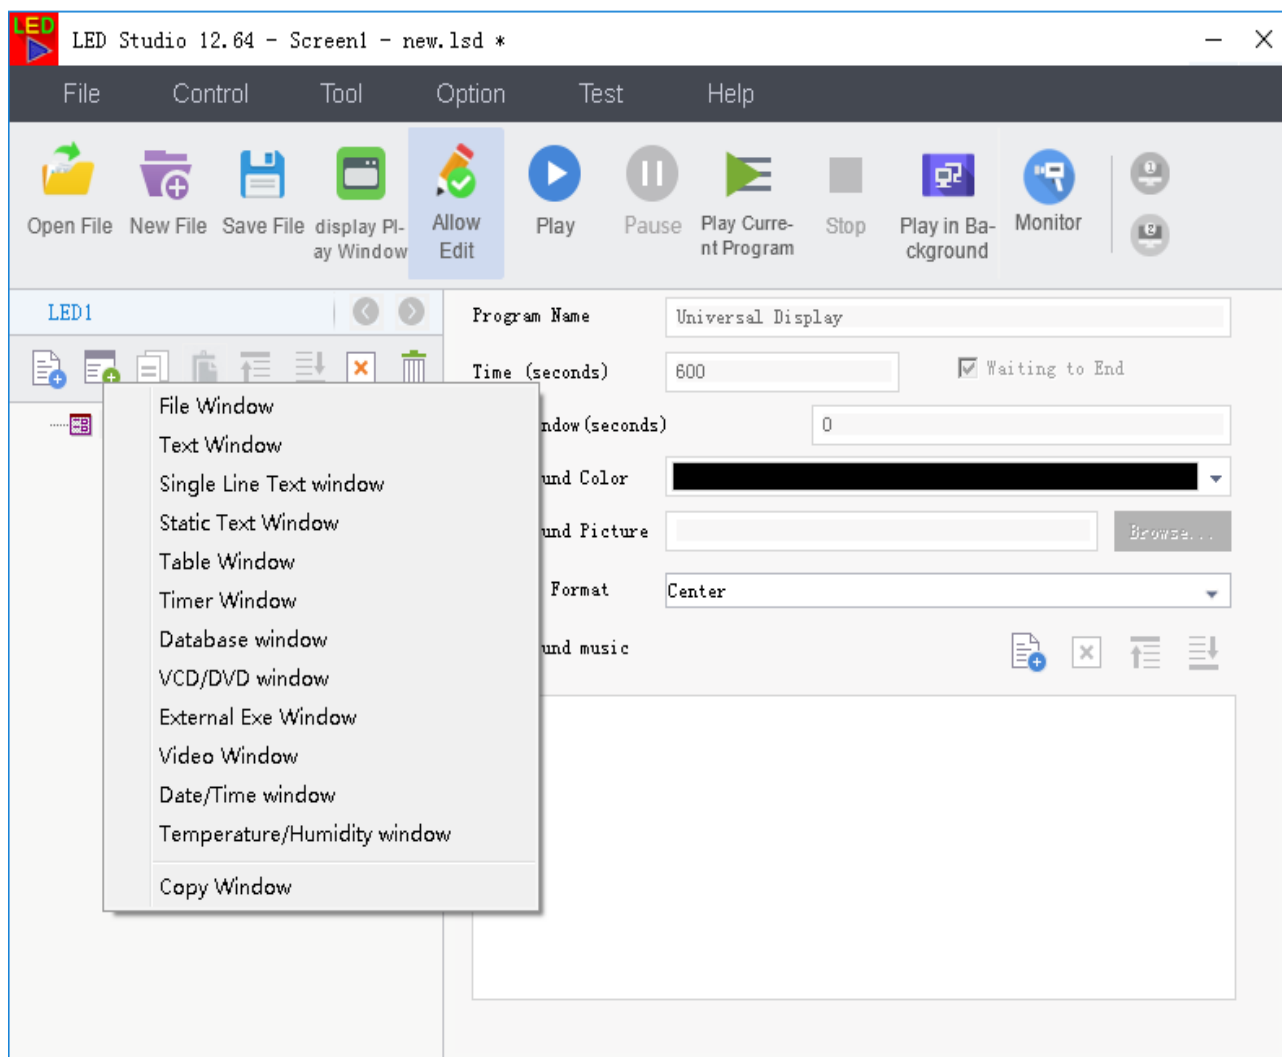 LED
LED Studio 12.64 - Screen1 - new.lsd *
File Control Tool Option Test Help
Open File New File Save File display Pl-
ay Window Allow
Edit Play Pause Play Curre-
nt Program Stop Play in Ba-
ckground Monitor
1
2
LED1
Program Name Universal Display
Time (seconds) 600 Waiting to End
ndow(seconds) 0
und Color
und Picture Browse...
Format Center
und music
File Window
Text Window
Single Line Text window
Static Text Window
Table Window
Timer Window
Database window
VCD/DVD window
External Exe Window
Video Window
Date/Time window
Temperature/Humidity window
Copy Window